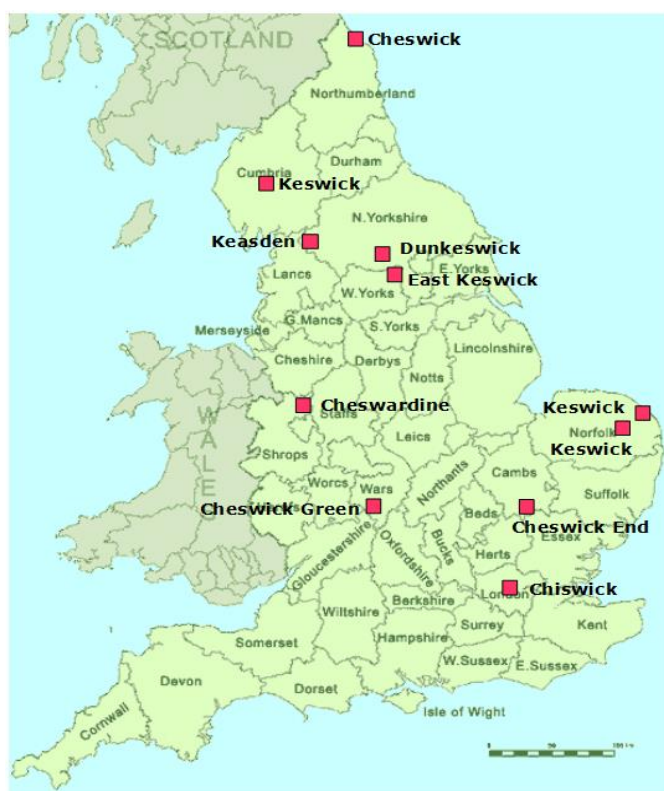 SCOTLAND
Cheswick
Northumberland
Durham
Cumbria
Keswick
N.Yorkshire
Keasden
Dunkeswick
Lancs
E.Yorks
East Keswick
W.Yorks
G.Mancs
S.Yorks
Merseyside
Lincolnshire
Cheshire
Derbys
Notts
Cheswardine
Staffs
Keswick
Norfolk
Keswick
WALES
Leics
Shrops
Cambs
Northants
Worcs
Wars
Suffolk
Cheswick Green
Beds
Cheswick End
Essex
Bucks
Oxfordshire
Gloucestershire
Herts
Chiswick
London
Berkshire
Wiltshire
Surrey
Kent
Hampshire
Somerset
W.Sussex
E.Sussex
Devon
Dorset
Isle of Wight
Cornwall